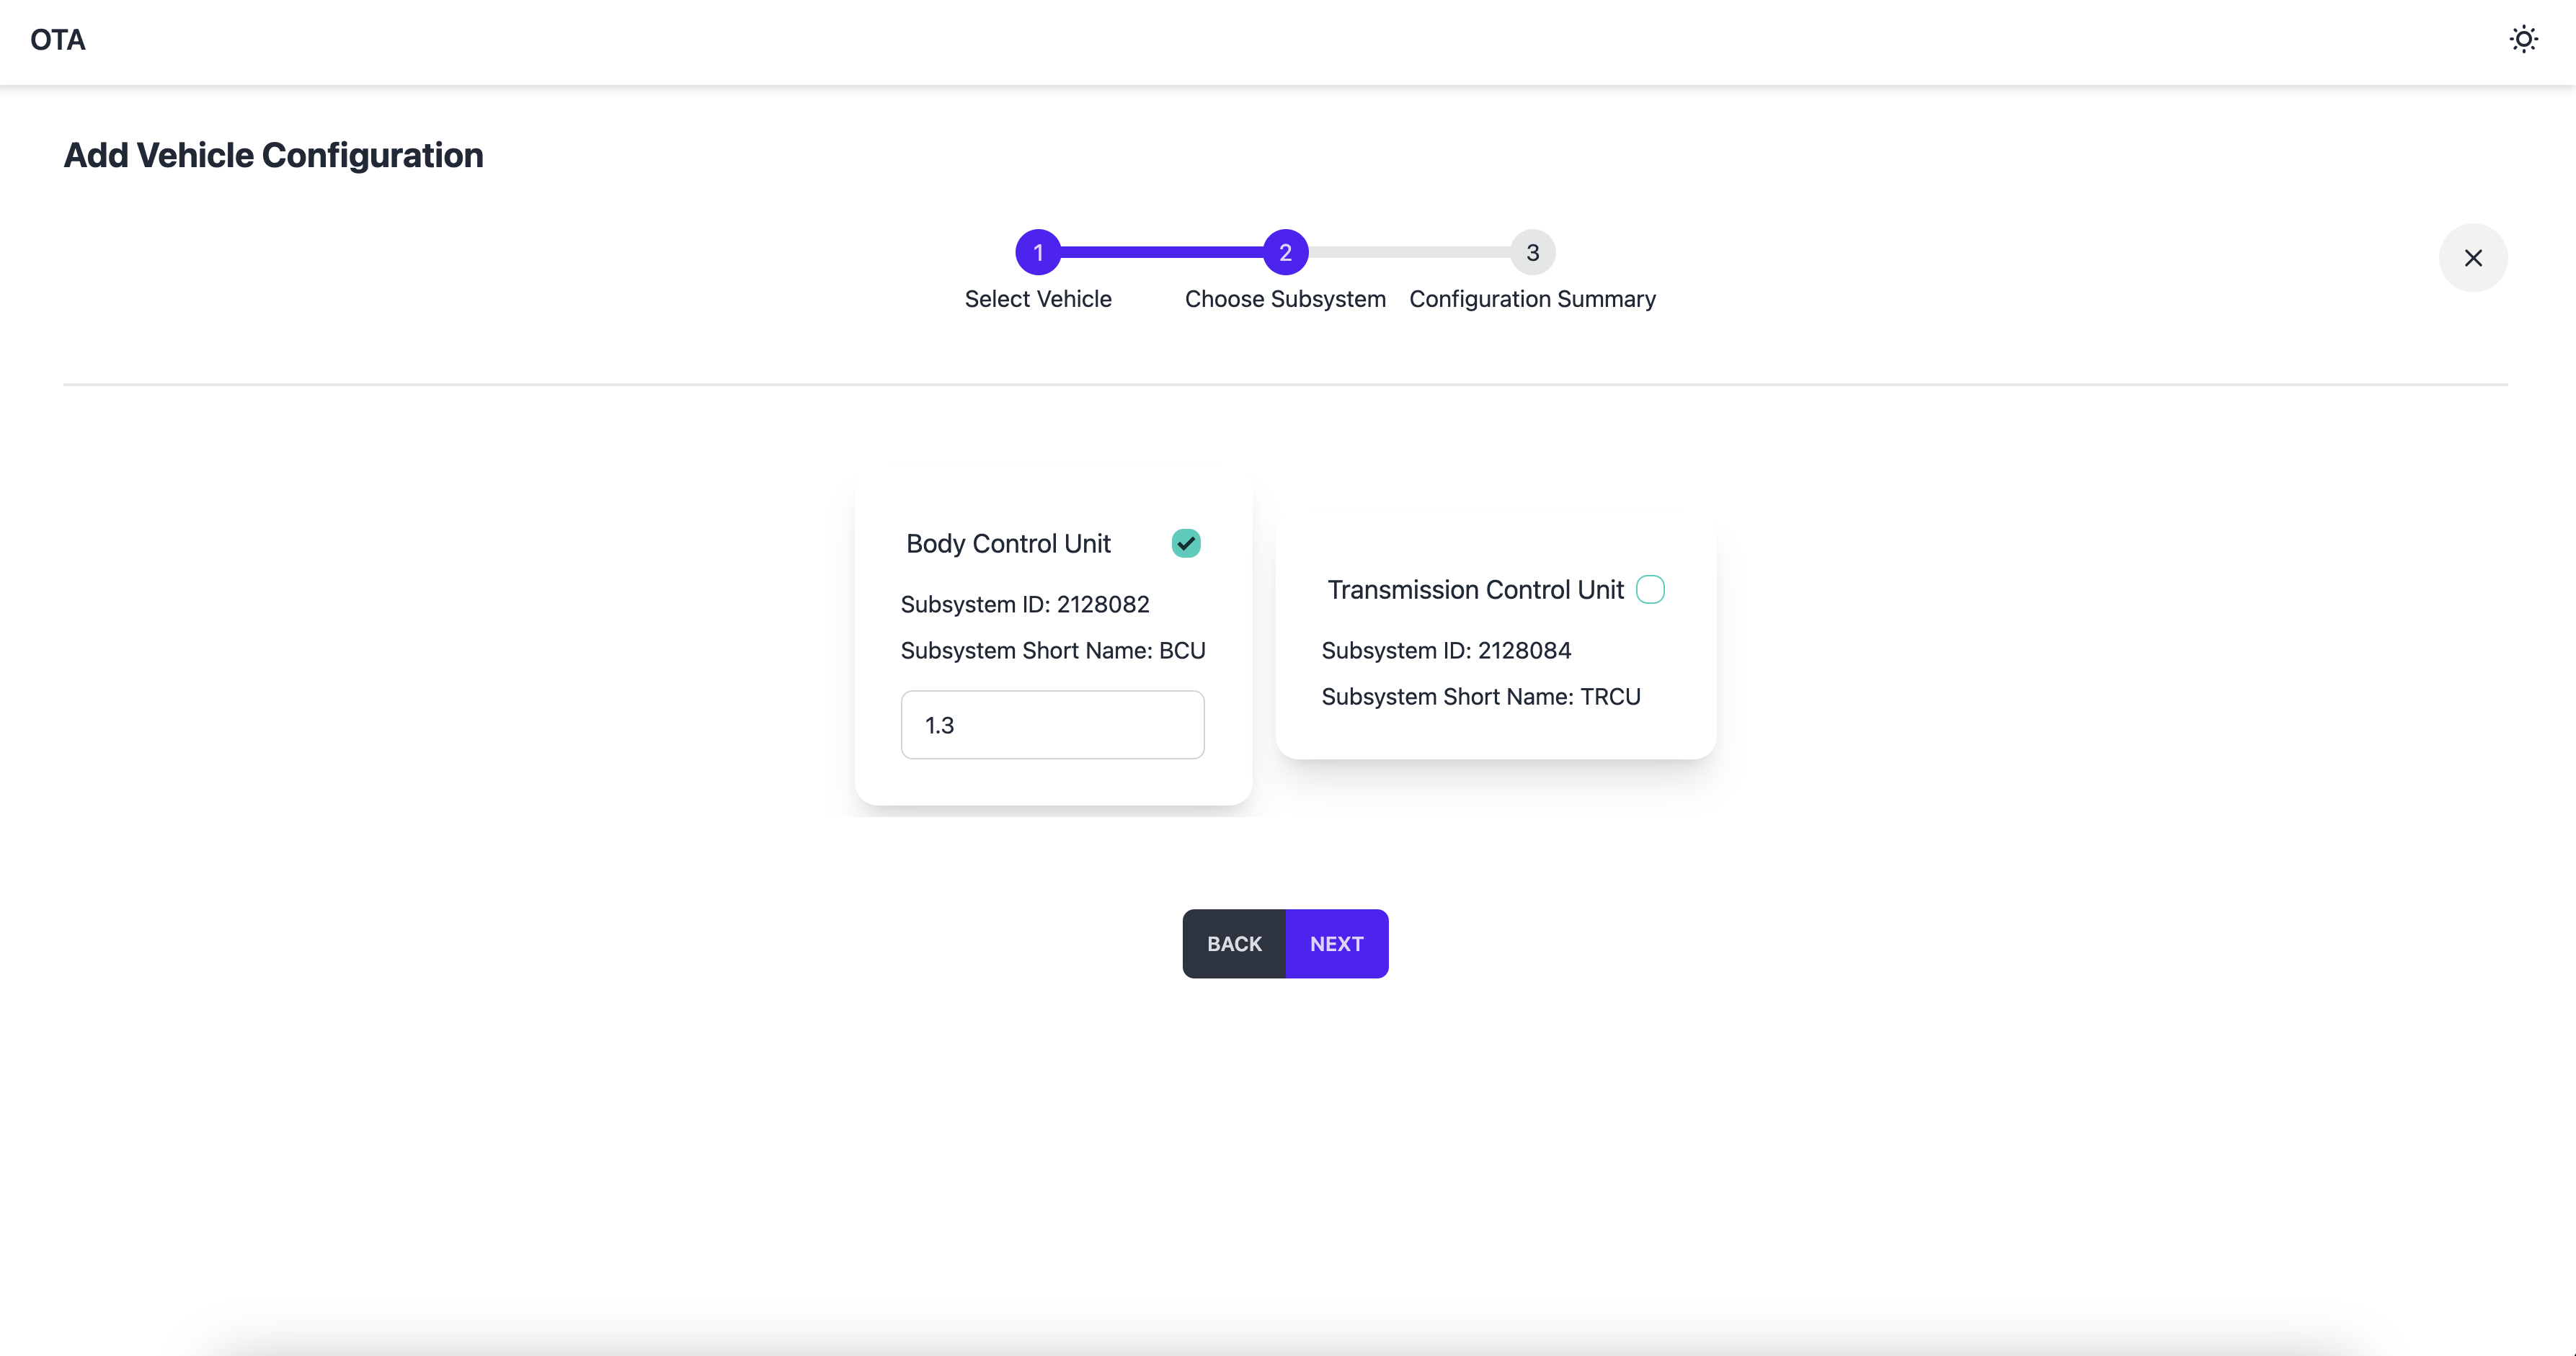 OTA
Add Vehicle Configuration
1
2
3
Select Vehicle
Choose Subsystem
Configuration Summary
Body Control Unit
Subsystem ID: 2128082
Subsystem Short Name: BCU
1.3
Transmission Control Unit
Subsystem ID: 2128084
Subsystem Short Name: TRCU
BACK
NEXT